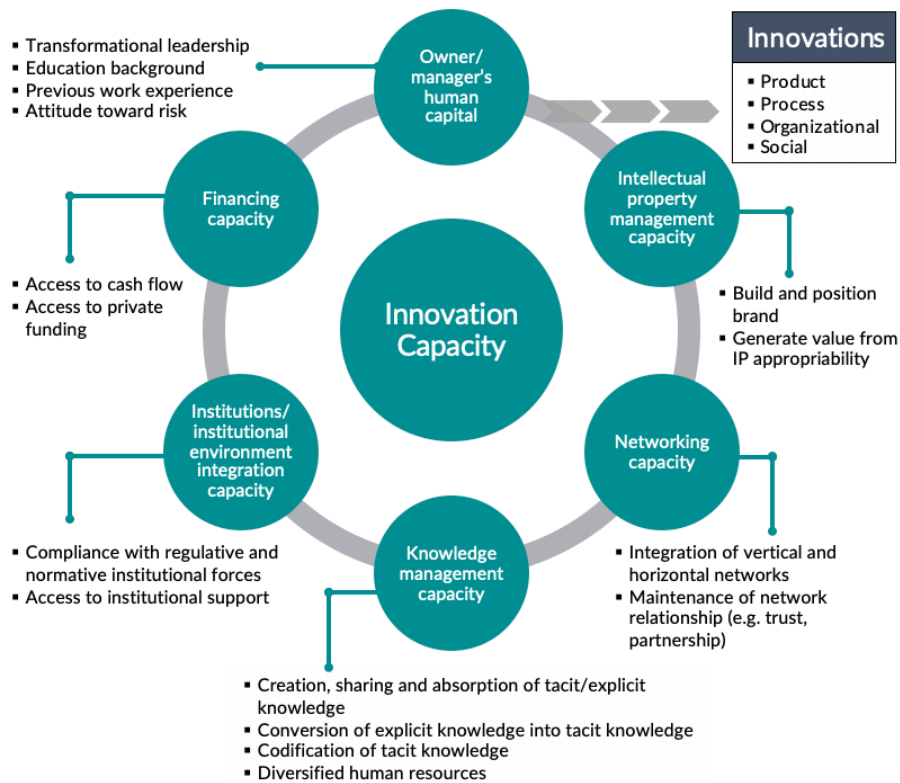 ▪ Transformational leadership
▪ Education background
▪ Previous work experience
▪ Attitude toward risk
Owner/
manager's
human
capital
Innovations
▪ Product
▪ Process
▪ Organizational
▪ Social
Financing
capacity
Intellectual
property
management
capacity
▪ Access to cash flow
▪ Access to private
funding
Innovation
Capacity
▪ Build and position
brand
▪ Generate value from
IP appropriability
Institutions/
institutional
environment
integration
capacity
Networking
capacity
▪ Compliance with regulative and
normative institutional forces
▪ Access to institutional support
Knowledge
management
capacity
▪ Integration of vertical and
horizontal networks
▪ Maintenance of network
relationship (e.g. trust,
partnership)
▪ Creation, sharing and absorption of tacit/explicit
knowledge
▪ Conversion of explicit knowledge into tacit knowledge
▪ Codification of tacit knowledge
▪ Diversified human resources